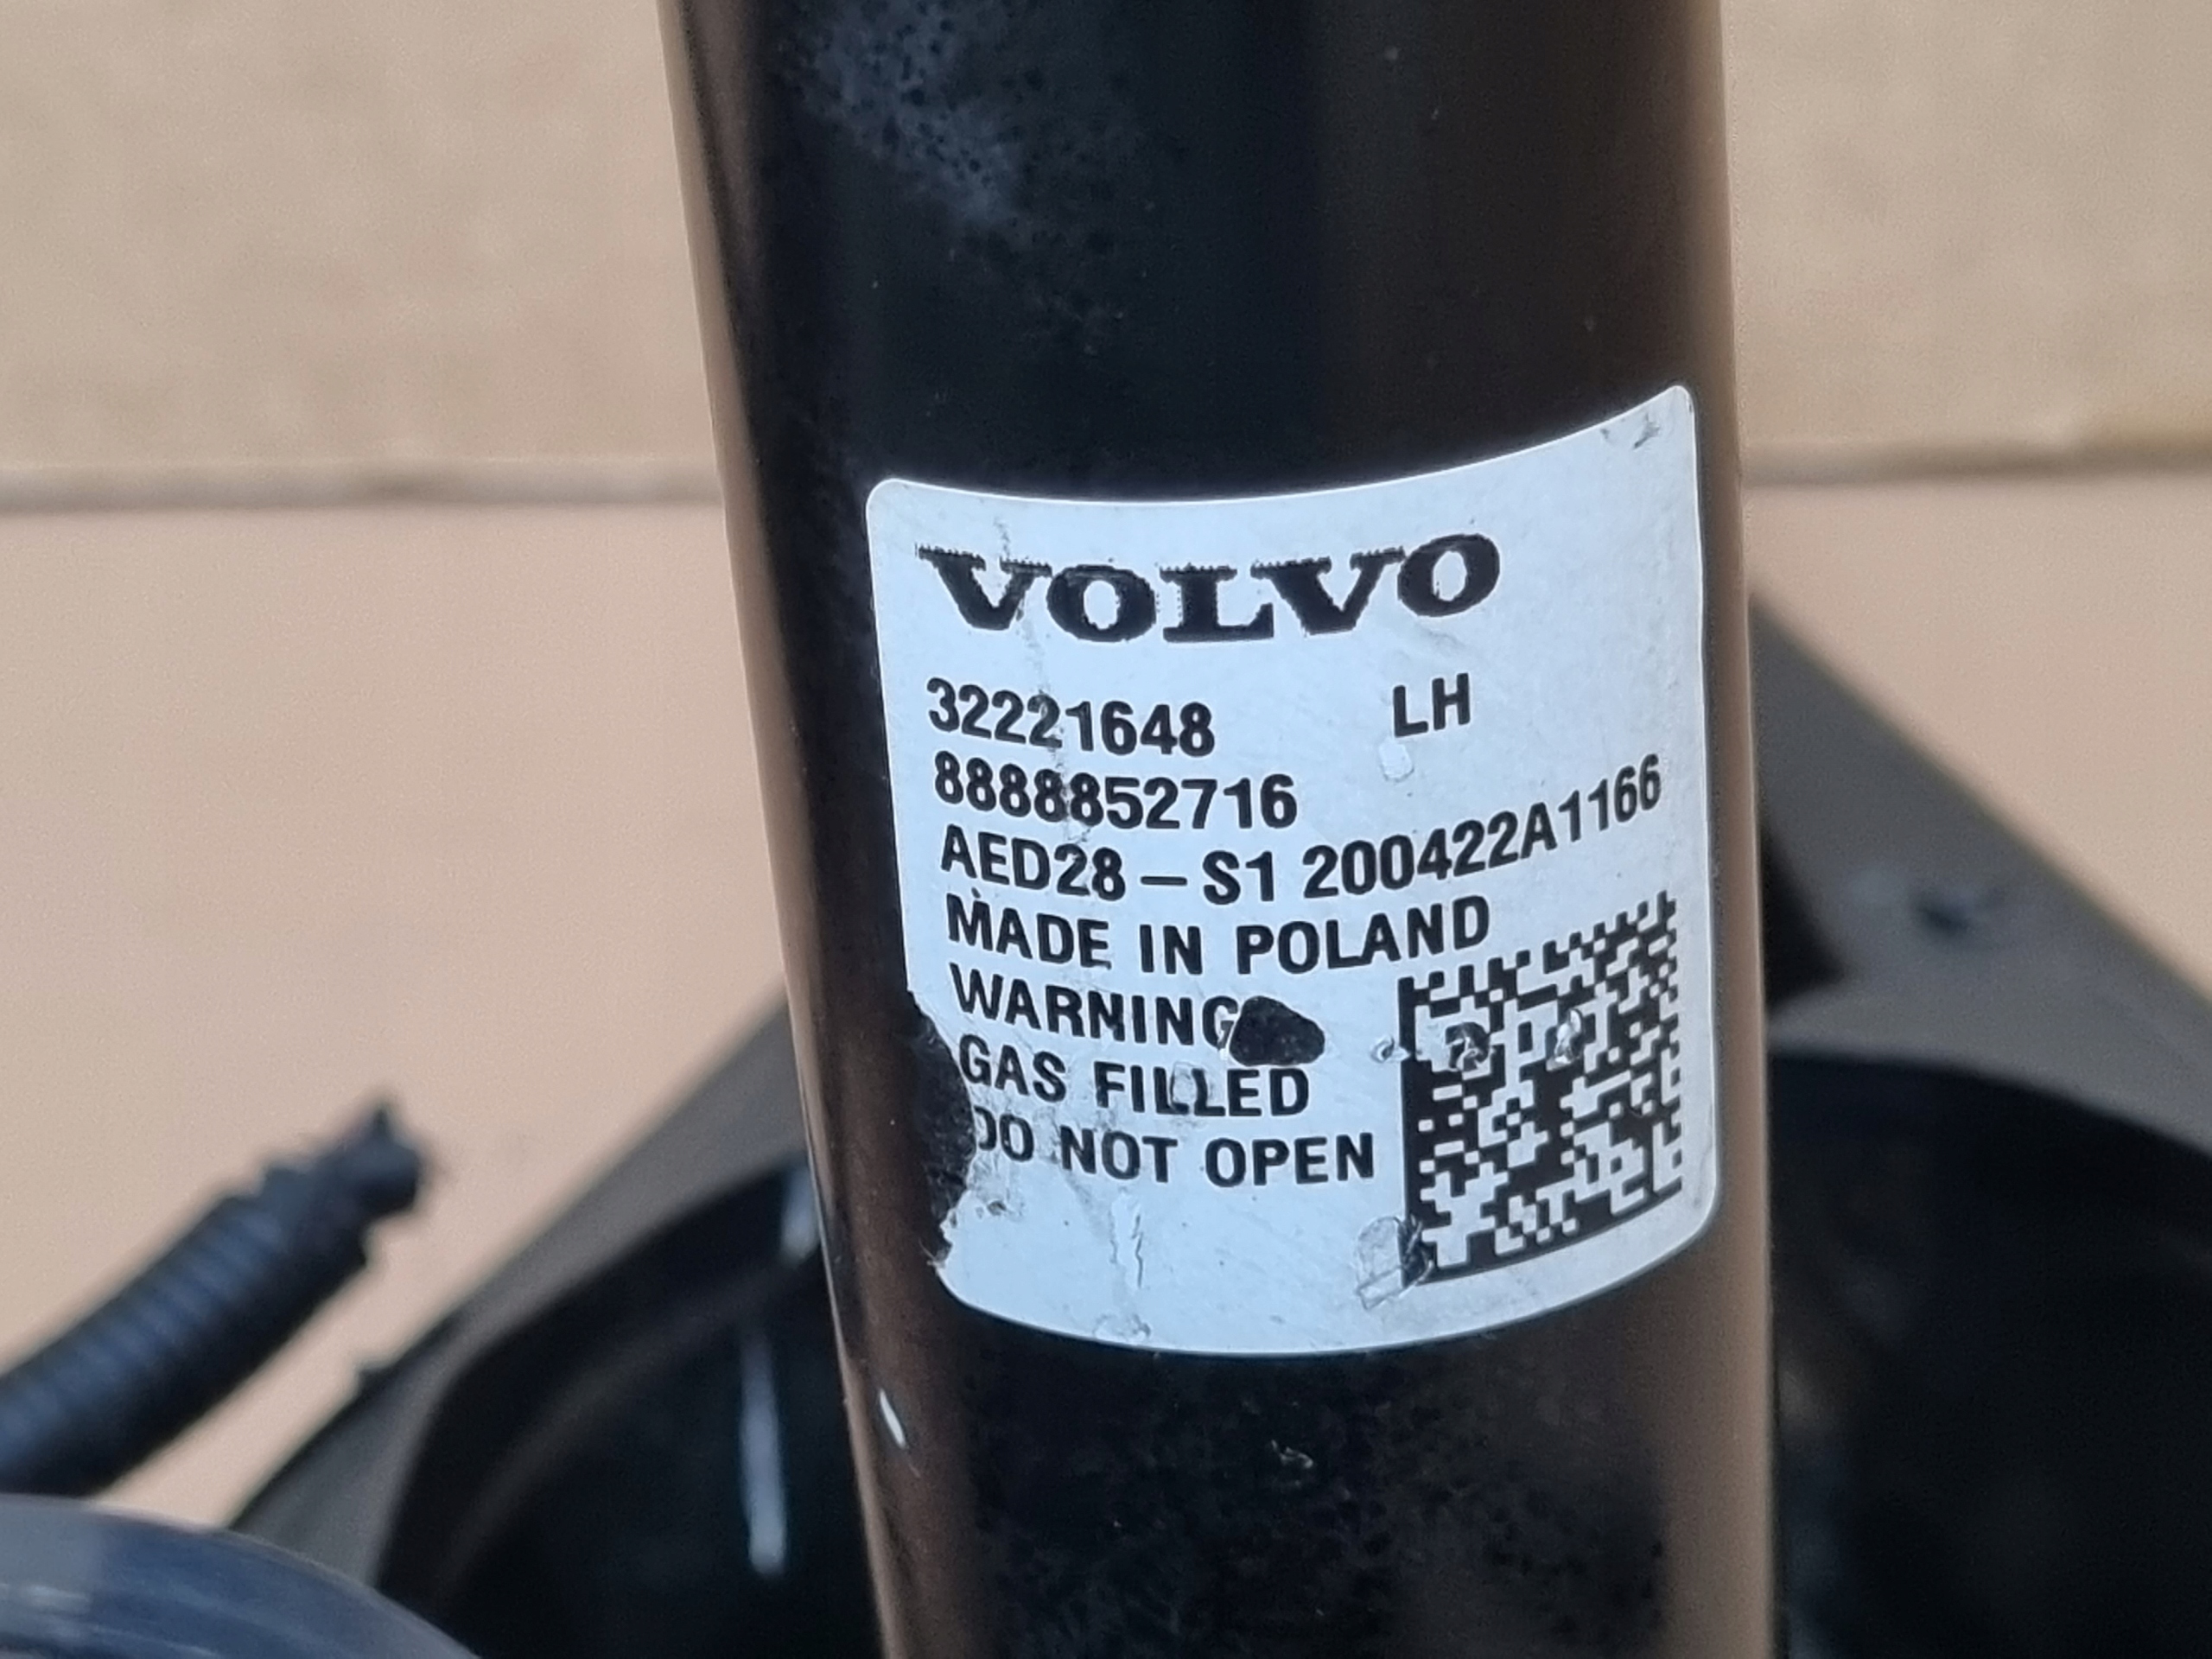 VOLVO
32221648 LH
8888852716
AED28-S1 200422A1166
MADE IN POLAND
WARNING
GAS FILLED
DO NOT OPEN